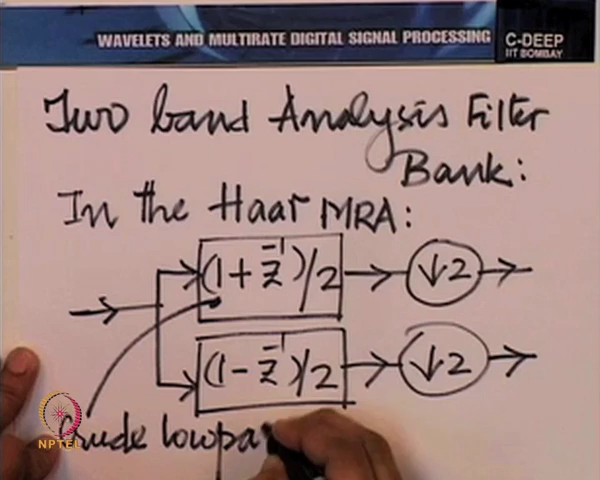 WAVELETS AND MULTIRATE DIGITAL SIGNAL PROCESSING
C-DEEP
IIT BOMBAY
Two band Analysis Filter
Bank:
In the Haar MRA:
(1+z⁻¹)/2
↓2
(1-z⁻¹)/2
↓2
Crude lowpa
NPTEL